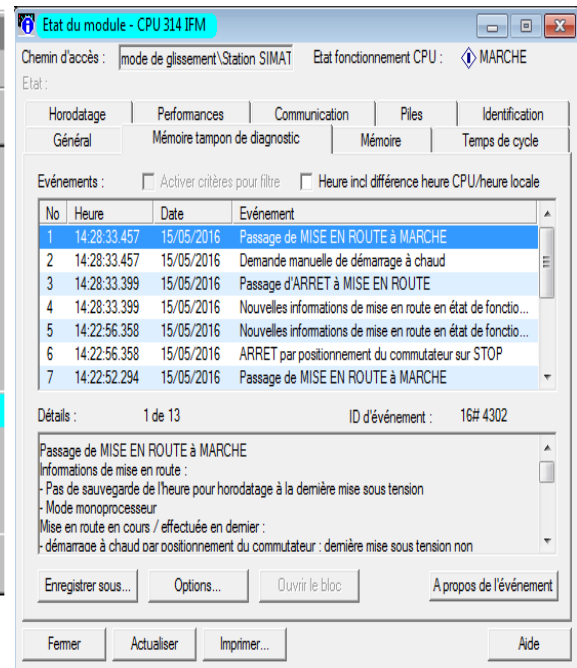 Etat du module - CPU 314 IFM
Chemin d'accès : mode de glissement\Station SIMAT Etat fonctionnement CPU : MARCHE
Etat :
Horodatage Performances Communication Piles Identification
Général Mémoire tampon de diagnostic Mémoire Temps de cycle
Evénements : Activer critères pour filtre Heure incl différence heure CPU/heure locale
No Heure Date Evénement
1 14:28:33.457 15/05/2016 Passage de MISE EN ROUTE à MARCHE
2 14:28:33.457 15/05/2016 Demande manuelle de démarrage à chaud
3 14:28:33.399 15/05/2016 Passage d'ARRET à MISE EN ROUTE
4 14:28:33.399 15/05/2016 Nouvelles informations de mise en route en état de fonctio...
5 14:22:56.358 15/05/2016 Nouvelles informations de mise en route en état de fonctio...
6 14:22:56.358 15/05/2016 ARRET par positionnement du commutateur sur STOP
7 14:22:52.294 15/05/2016 Passage de MISE EN ROUTE à MARCHE
Détails : 1 de 13 ID d'événement : 16# 4302
Passage de MISE EN ROUTE à MARCHE
Informations de mise en route :
- Pas de sauvegarde de l'heure pour horodatage à la dernière mise sous tension
- Mode monoprocesseur
Mise en route en cours / effectuée en dernier :
- démarrage à chaud par positionnement du commutateur ; dernière mise sous tension non
Enregistrer sous... Options... Ouvrir le bloc A propos de l'événement
Fermer Actualiser Imprimer... Aide